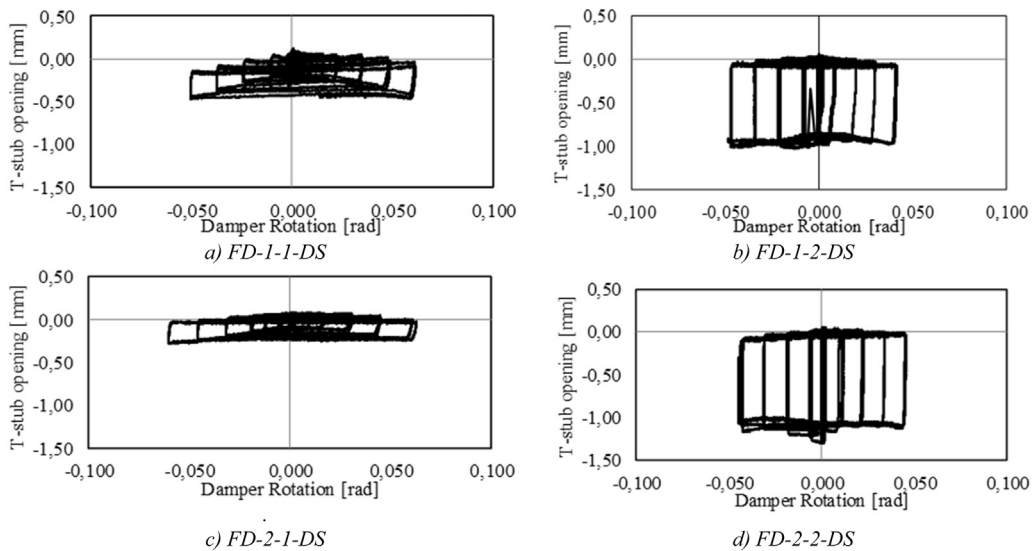 0,50
0,00
-0,50
-1,00
-1,50
T-stub opening [mm]
-0,100 -0,050 0,000 0,050 0,100
Damper Rotation [rad]
a) FD-1-1-DS
0,50
0,00
-0,50
-1,00
-1,50
T-stub opening [mm]
-0,100 -0,050 0,000 0,050 0,100
Damper Rotation [rad]
b) FD-1-2-DS
0,50
0,00
-0,50
-1,00
-1,50
T-stub opening [mm]
-0,100 -0,050 0,000 0,050 0,100
Damper Rotation [rad]
c) FD-2-1-DS
0,50
0,00
-0,50
-1,00
-1,50
T-stub opening [mm]
-0,100 -0,050 0,000 0,050 0,100
Damper Rotation [rad]
d) FD-2-2-DS